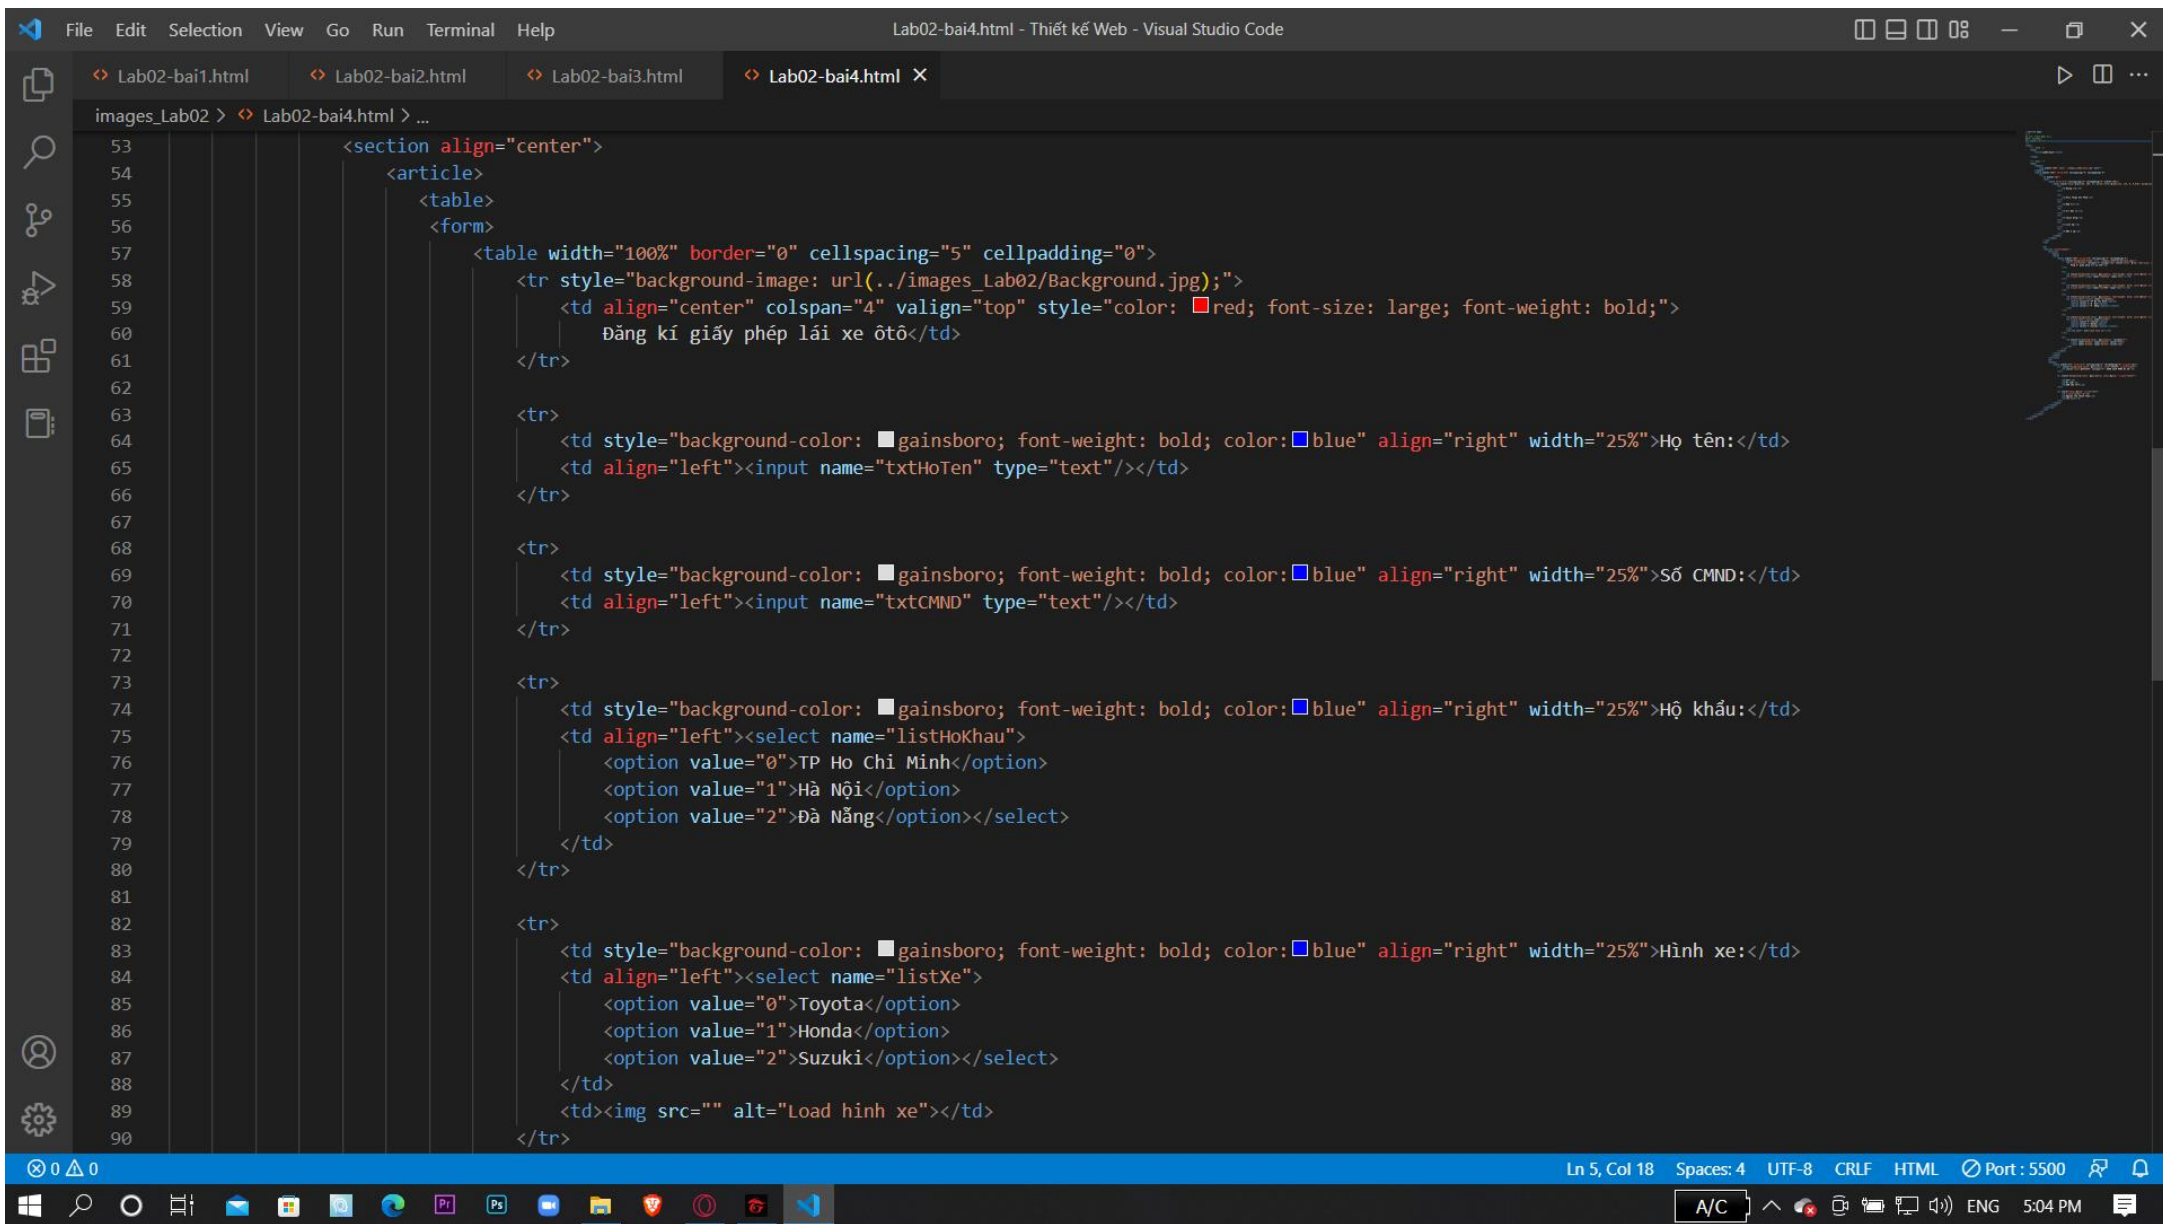 File Edit Selection View Go Run Terminal Help Lab02-bai4.html - Thiết kế Web - Visual Studio Code
Lab02-bai1.html Lab02-bai2.html Lab02-bai3.html Lab02-bai4.html
images_Lab02 > Lab02-bai4.html > ...
53 <section align="center">
54 <article>
55 <table>
56 <form>
57 <table width="100%" border="0" cellspacing="5" cellpadding="0">
58 <tr style="background-image: url(../images_Lab02/Background.jpg);">
59 <td align="center" colspan="4" valign="top" style="color: red; font-size: large; font-weight: bold;">
60 Đăng kí giấy phép lái xe ôtô</td>
61 </tr>
62
63 <tr>
64 <td style="background-color: gainsboro; font-weight: bold; color:blue" align="right" width="25%">Họ tên:</td>
65 <td align="left"><input name="txtHoTen" type="text"/></td>
66 </tr>
67
68 <tr>
69 <td style="background-color: gainsboro; font-weight: bold; color:blue" align="right" width="25%">Số CMND:</td>
70 <td align="left"><input name="txtCMND" type="text"/></td>
71 </tr>
72
73 <tr>
74 <td style="background-color: gainsboro; font-weight: bold; color:blue" align="right" width="25%">Hộ khẩu:</td>
75 <td align="left"><select name="listHoKhau">
76 <option value="0">TP Ho Chi Minh</option>
77 <option value="1">Hà Nội</option>
78 <option value="2">Đà Nẵng</option></select>
79 </td>
80 </tr>
81
82 <tr>
83 <td style="background-color: gainsboro; font-weight: bold; color:blue" align="right" width="25%">Hình xe:</td>
84 <td align="left"><select name="listXe">
85 <option value="0">Toyota</option>
86 <option value="1">Honda</option>
87 <option value="2">Suzuki</option></select>
88 </td>
89 <td><img src="" alt="Load hinh xe"></td>
90 </tr>
0 0 Ln 5, Col 18 Spaces: 4 UTF-8 CRLF HTML Port : 5500
Pr Ps A/C ENG 5:04 PM